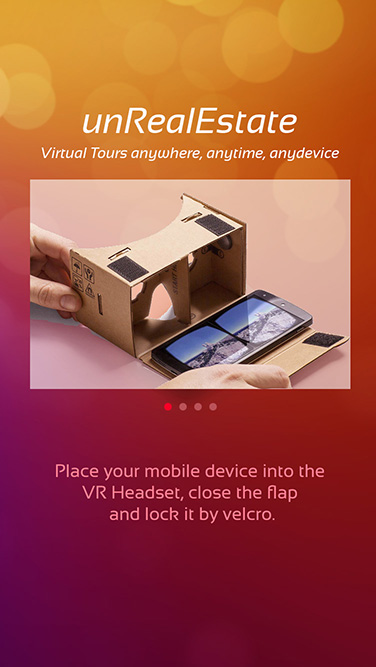 unRealEstate
Virtual Tours anywhere, anytime, anydevice
Place your mobile device into the
VR Headset, close the flap
and lock it by velcro.